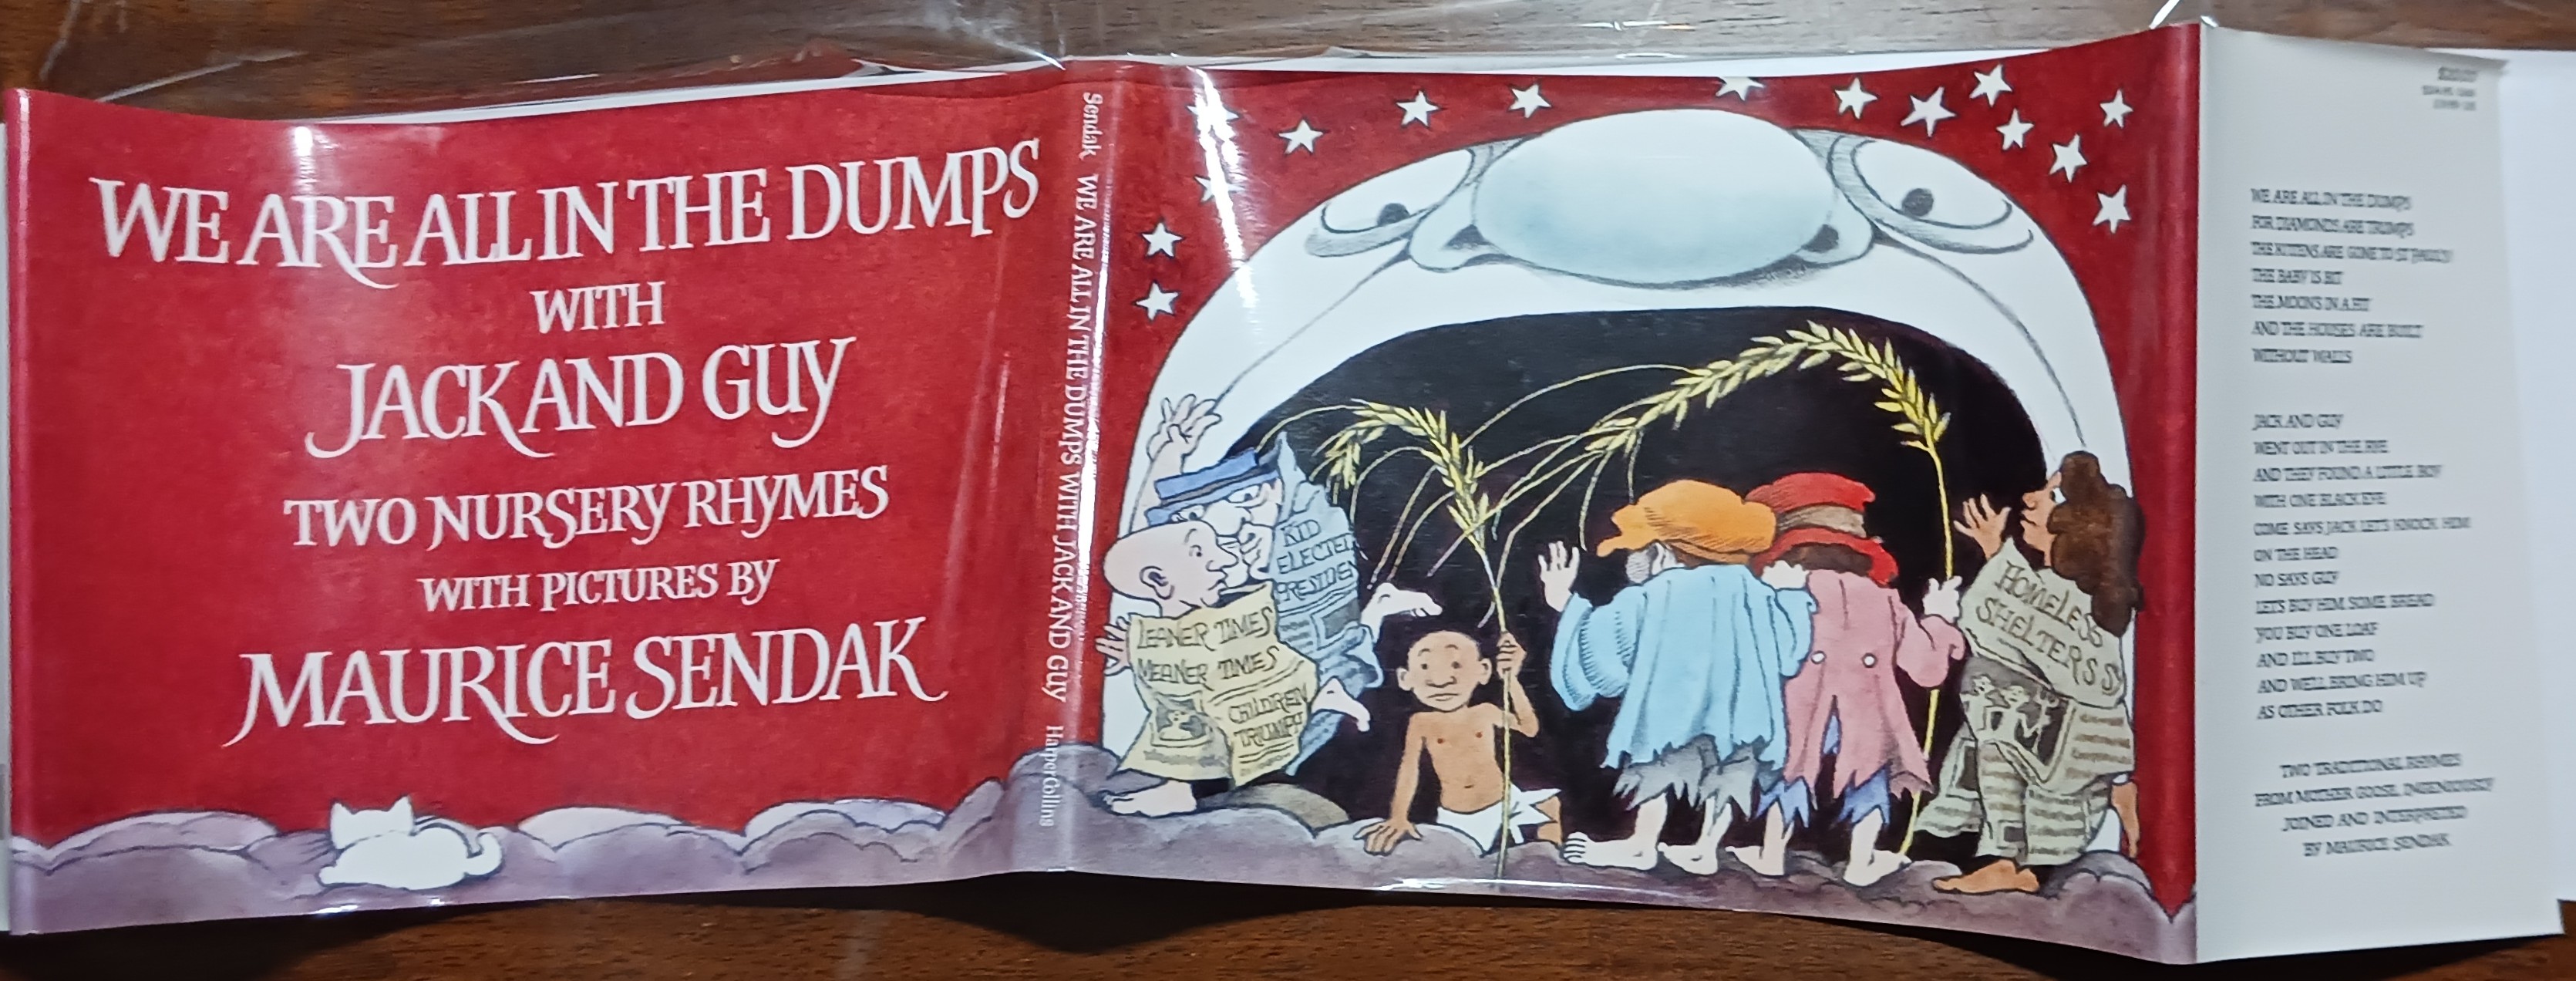 WE ARE ALL IN THE DUMPS
WITH
JACK AND GUY
TWO NURSERY RHYMES
WITH PICTURES BY
MAURICE SENDAK
Sendak WE ARE ALL IN THE DUMPS WITH JACK AND GUY HarperCollins
KID
ELECTED
PRESIDEN
LEANER TIMES
MEANER TIMES
CHILDREN
TRIUMPH
HOMELESS
SHELTERS
WE ARE ALL IN THE DUMPS
FOR DIAMONDS ARE TRUMPS
THE KITTENS ARE GONE TO ST PAUL'S!
THE BABY IS BIT
THE MOON'S IN A FIT
AND THE HOUSES ARE BUILT
WITHOUT WALLS
JACK AND GUY
WENT OUT IN THE RYE
AND THEY FOUND A LITTLE BOY
WITH ONE BLACK EYE
COME SAYS JACK LET'S KNOCK HIM
ON THE HEAD
NO SAYS GUY
LET'S BUY HIM SOME BREAD
YOU BUY ONE LOAF
AND I'LL BUY TWO
AND WE'LL BRING HIM UP
AS OTHER FOLK DO
TWO TRADITIONAL RHYMES
FROM MOTHER GOOSE, INGENIOUSLY
JOINED AND INTERPRETED
BY MAURICE SENDAK